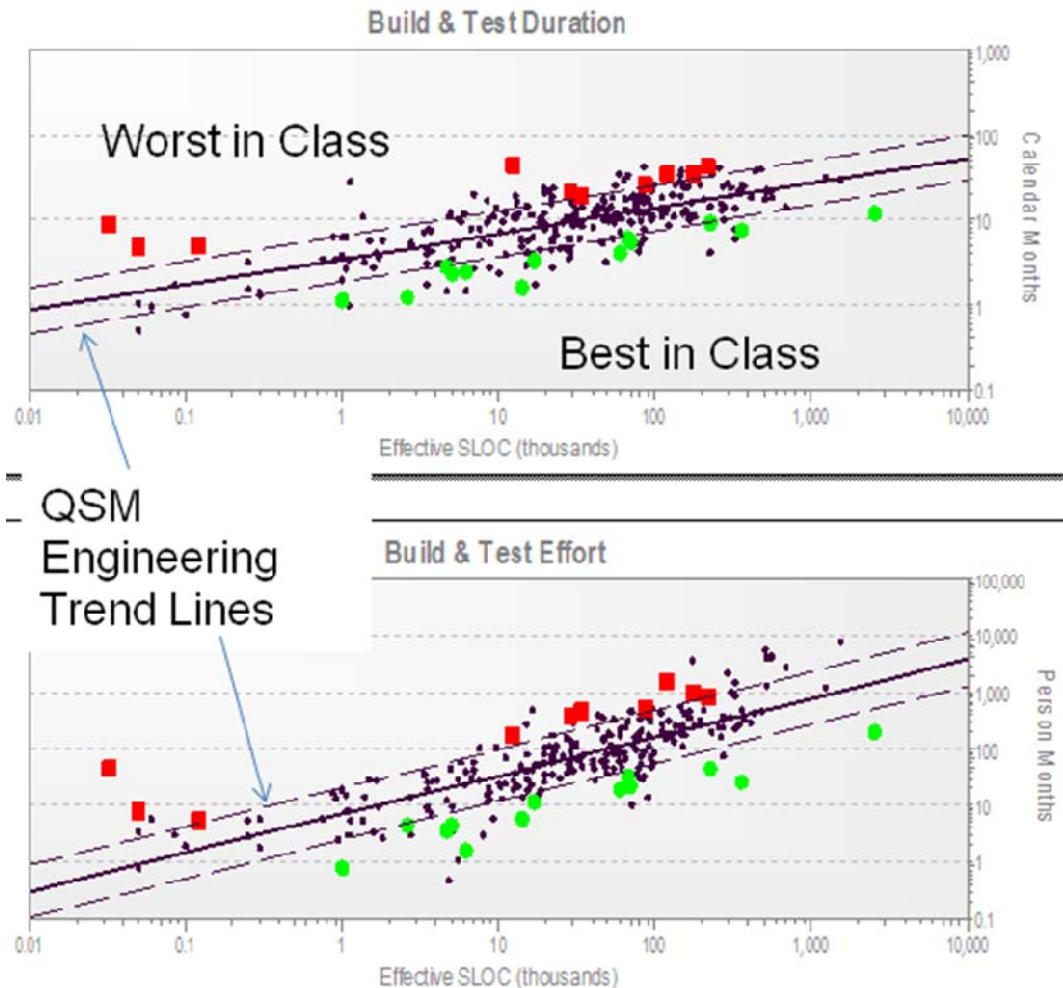 Build & Test Duration
1,000
Worst in Class
100
10
1
Best in Class
0.1
Calendar Months
0.01 0.1 1 10 100 1,000 10,000
Effective SLOC (thousands)
QSM
Engineering
Trend Lines
Build & Test Effort
100,000
10,000
1,000
100
10
1
0.1
Person Months
0.01 0.1 1 10 100 1,000 10,000
Effective SLOC (thousands)